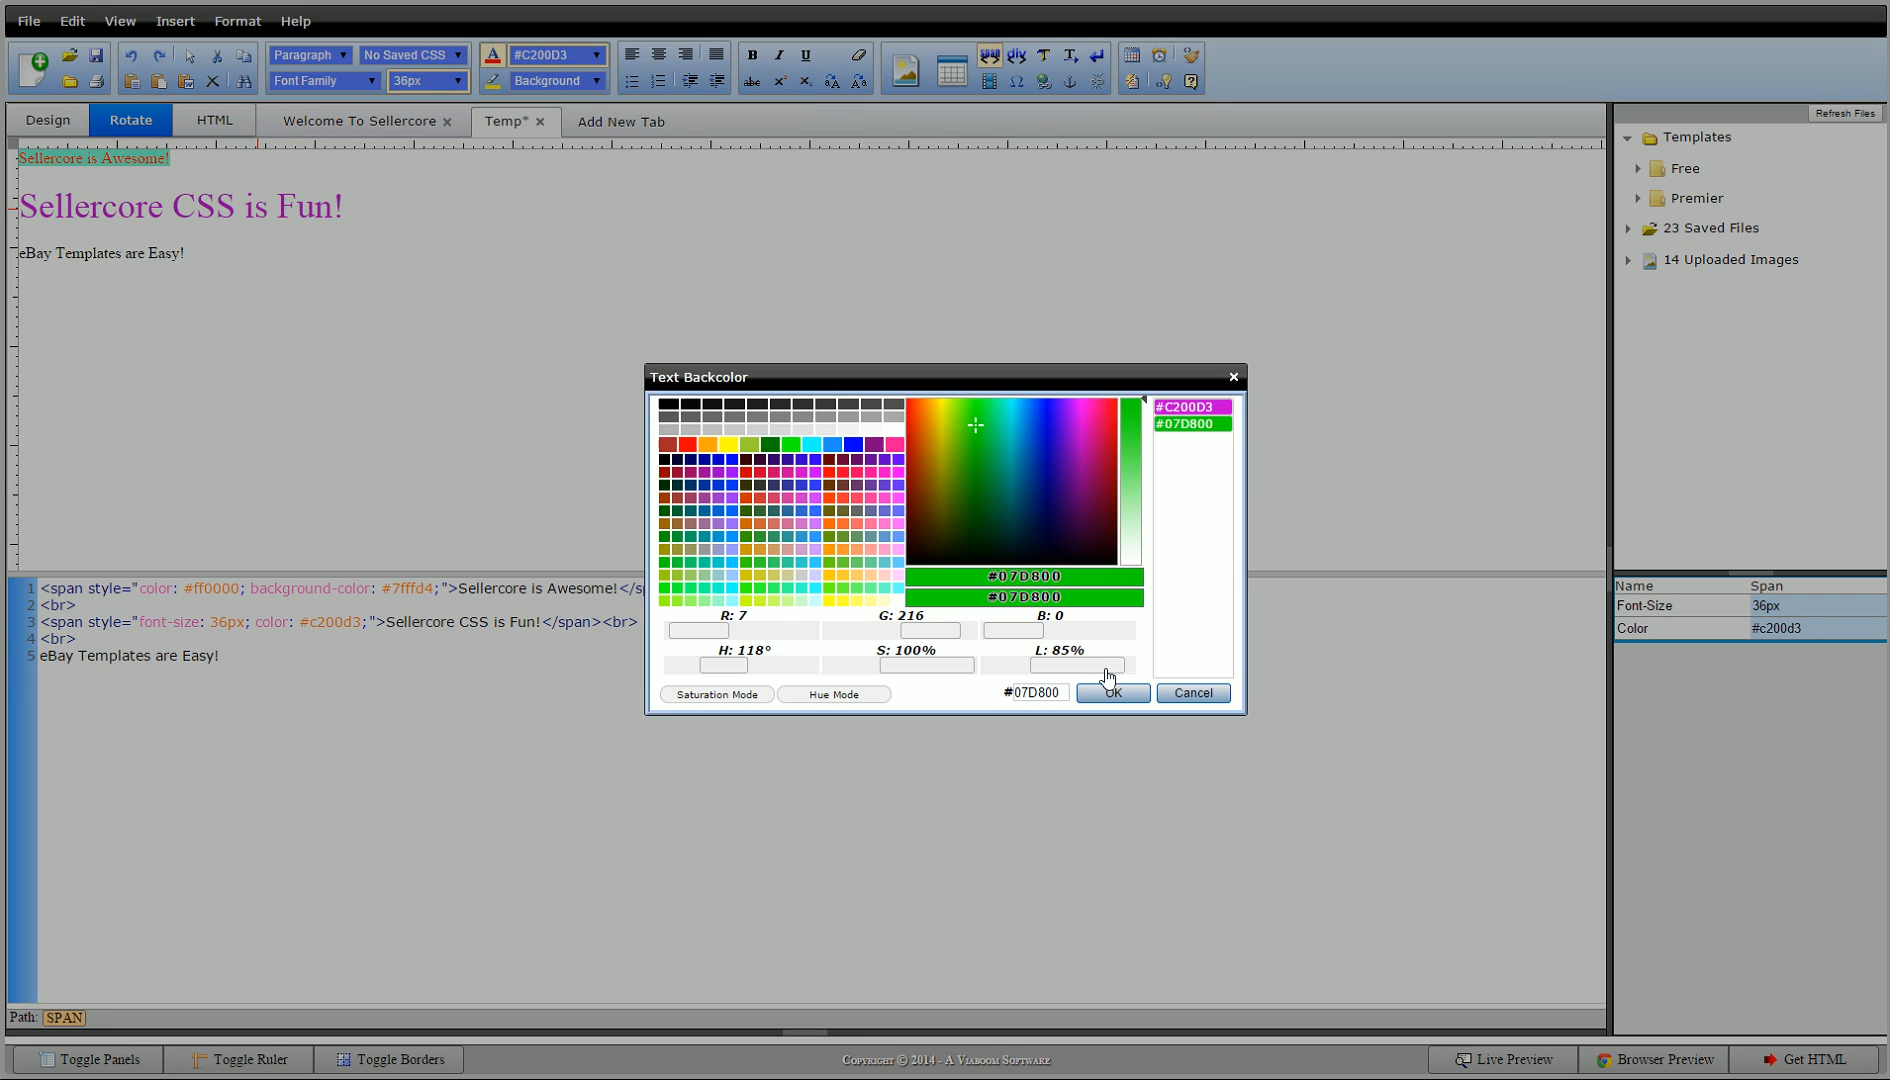 File Edit View Insert Format Help
Paragraph No Saved CSS A #C200D3 B I U span div T T
Font Family 36px Background abc
Design Rotate HTML Welcome To Sellercore × Temp* × Add New Tab
Refresh Files
Sellercore is Awesome!
Sellercore CSS is Fun!
eBay Templates are Easy!
Templates
Free
Premier
23 Saved Files
14 Uploaded Images
Text Backcolor ×
#C200D3
#07D800
#07D800
#07D800
R: 7 G: 216 B: 0
H: 118° S: 100% L: 85%
Saturation Mode Hue Mode #07D800 OK Cancel
1 <span style="color: #ff0000; background-color: #7fffd4;">Sellercore is Awesome!</s
2 <br>
3 <span style="font-size: 36px; color: #c200d3;">Sellercore CSS is Fun!</span><br>
4 <br>
5 eBay Templates are Easy!
Name Span
Font-Size 36px
Color #c200d3
Path: SPAN
Toggle Panels Toggle Ruler Toggle Borders Copyright © 2014 - A Viaboom Software Live Preview Browser Preview Get HTML